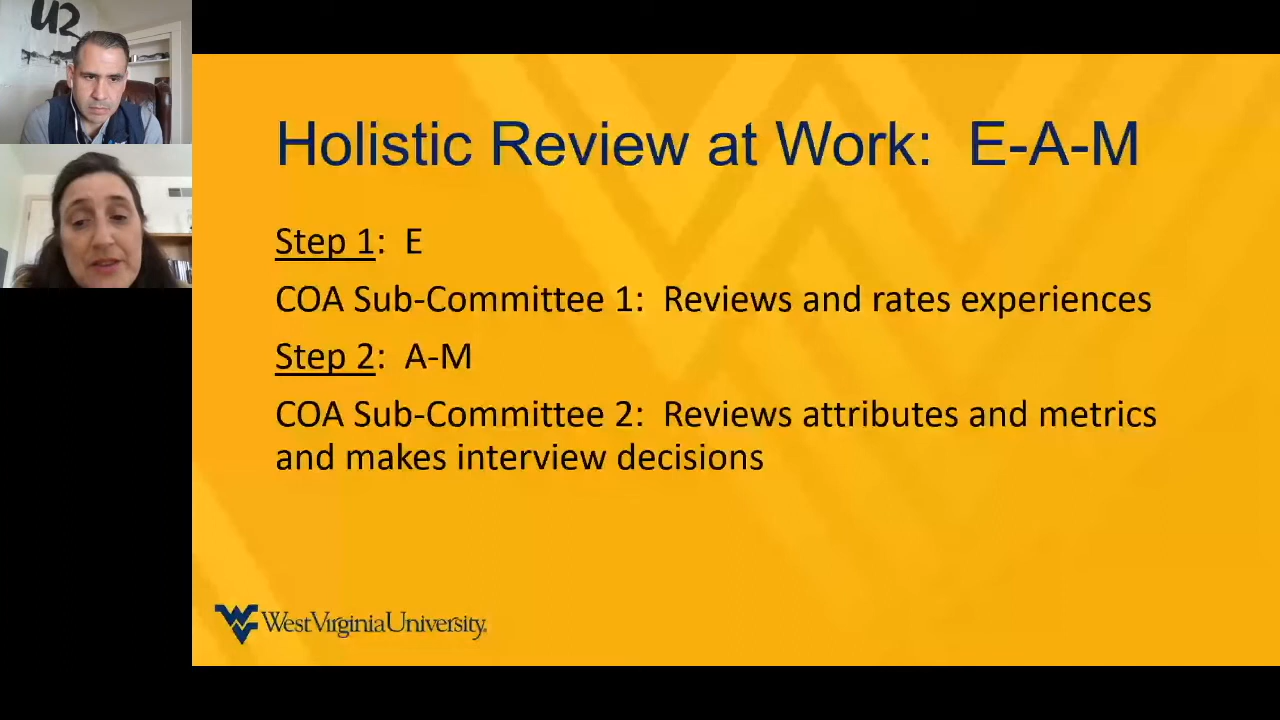 U2
Holistic Review at Work: E-A-M
Step 1: E
COA Sub-Committee 1: Reviews and rates experiences
Step 2: A-M
COA Sub-Committee 2: Reviews attributes and metrics
and makes interview decisions
WestVirginiaUniversity.